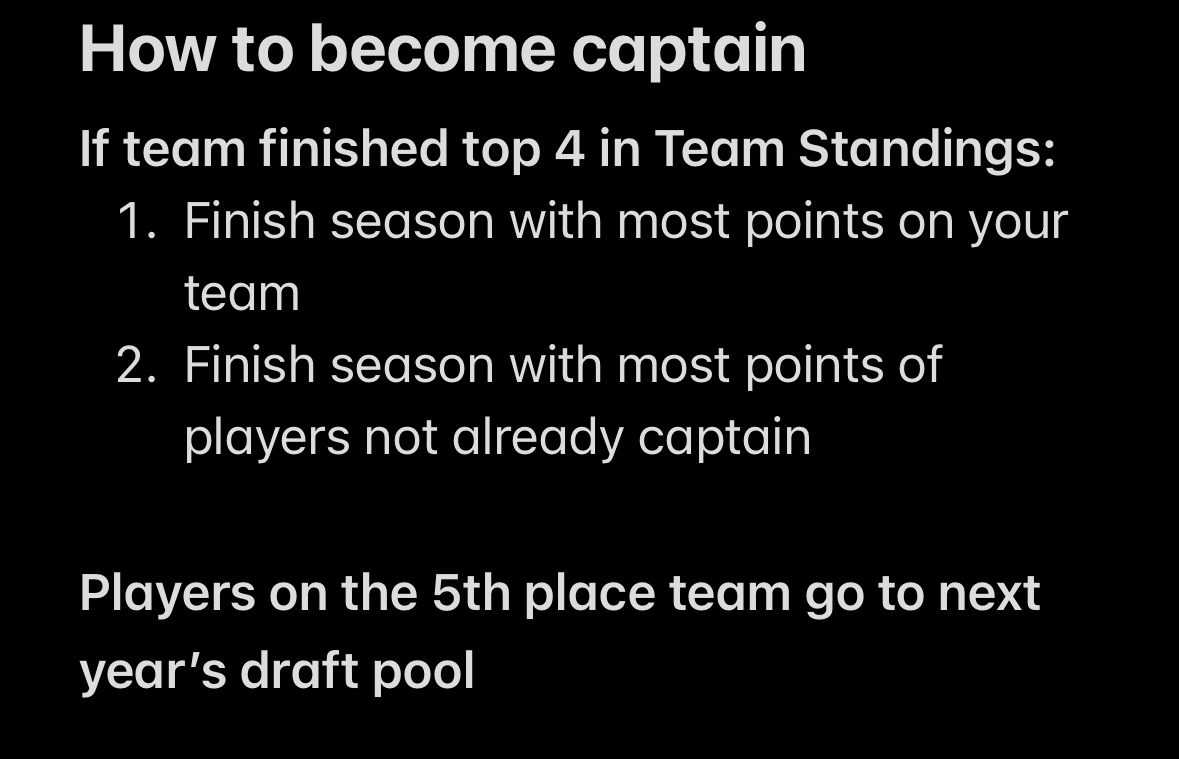 How to become captain
If team finished top 4 in Team Standings:
1. Finish season with most points on your
team
2. Finish season with most points of
players not already captain
Players on the 5th place team go to next
year’s draft pool